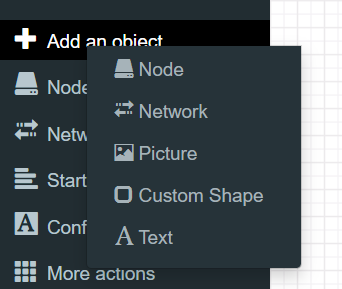 Add an object
Node
Node
Network
Netw
Picture
Start
Custom Shape
Conf
Text
More actions